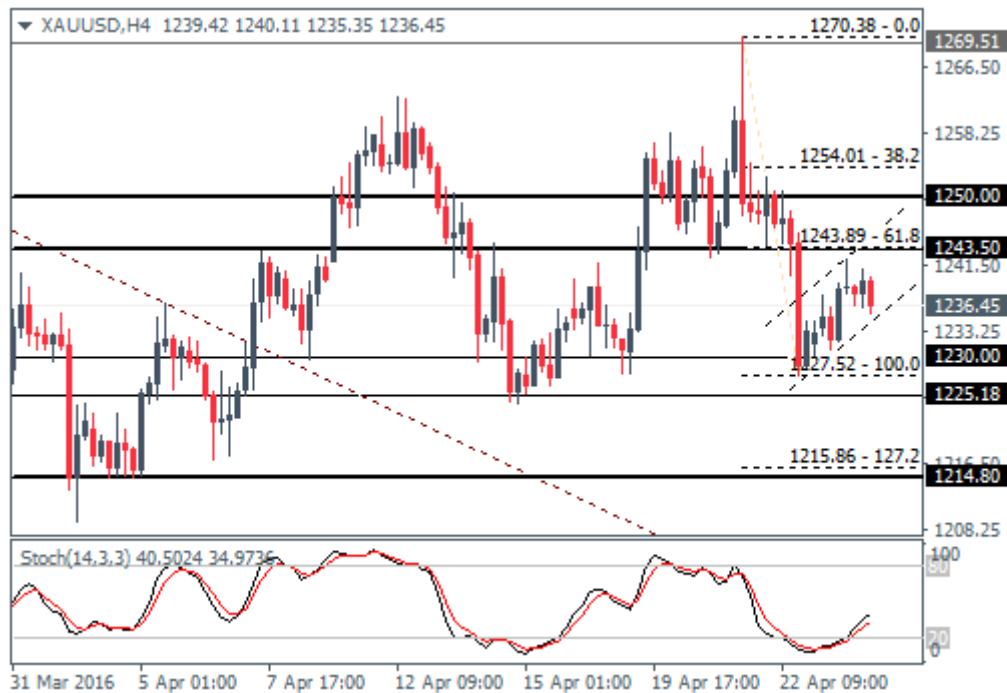 XAUUSD,H4 1239.42 1240.11 1235.35 1236.45
1270.38 - 0.0
1269.51
1266.50
1258.25
1254.01 - 38.2
1250.00
1243.89 - 61.8
1243.50
1241.50
1236.45
1233.25
1230.00
1227.52 - 100.0
1225.18
1215.86 - 127.2
1216.50
1214.80
1208.25
Stoch(14,3,3) 40.5024 34.9736
100
80
20
0
31 Mar 2016 5 Apr 01:00 7 Apr 17:00 12 Apr 09:00 15 Apr 01:00 19 Apr 17:00 22 Apr 09:00